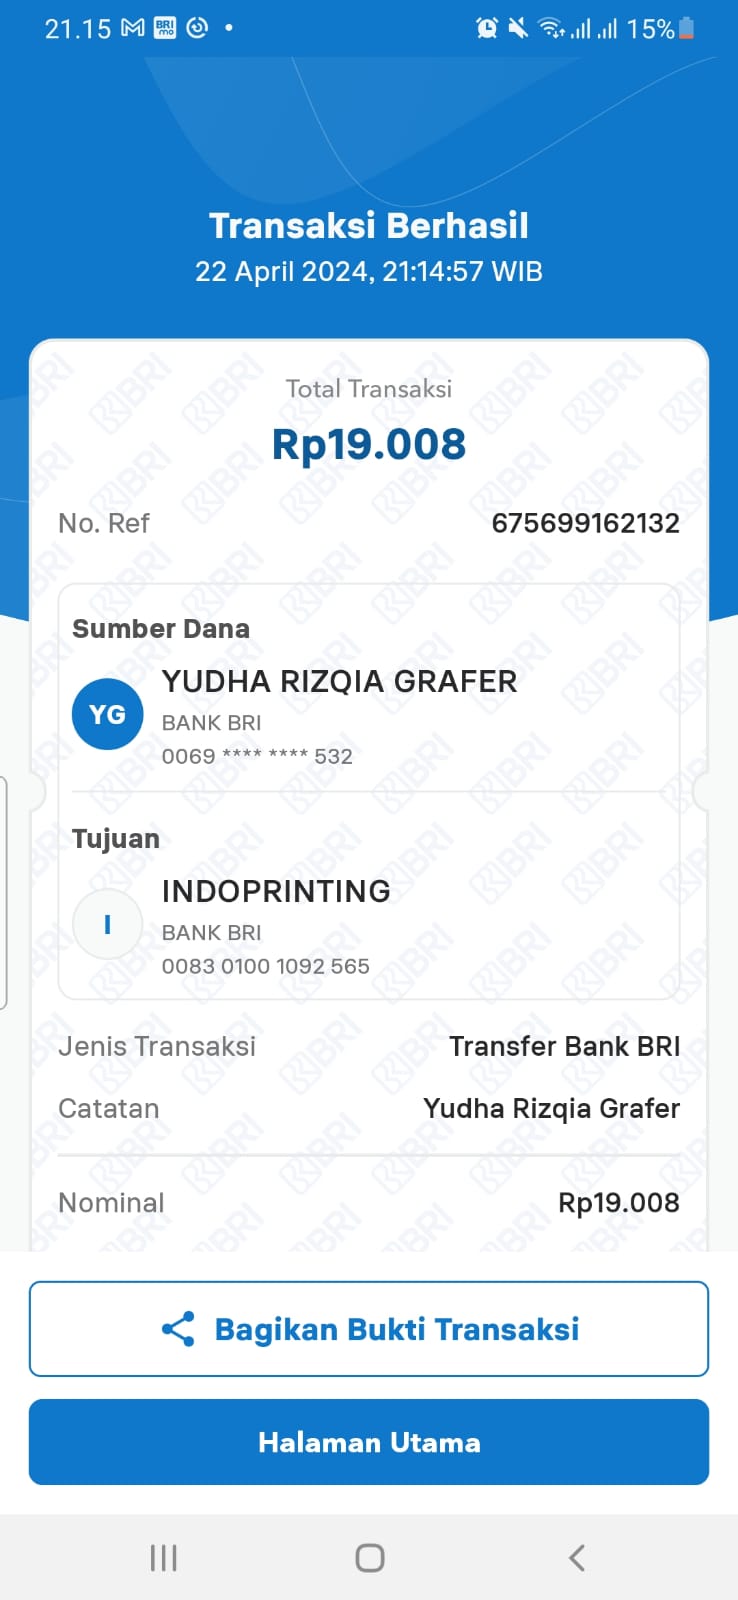 21.15
15%
Transaksi Berhasil
22 April 2024, 21:14:57 WIB
Total Transaksi
Rp19.008
No. Ref 675699162132
Sumber Dana
YG
YUDHA RIZQIA GRAFER
BANK BRI
0069 **** **** 532
Tujuan
I
INDOPRINTING
BANK BRI
0083 0100 1092 565
Jenis Transaksi Transfer Bank BRI
Catatan Yudha Rizqia Grafer
Nominal Rp19.008
Bagikan Bukti Transaksi
Halaman Utama